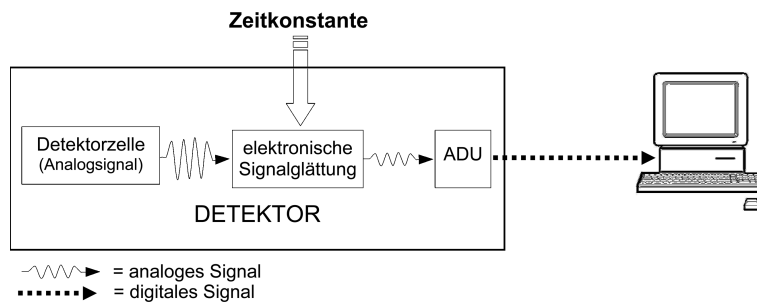 Zeitkonstante
Detektorzelle
(Analogsignal)
elektronische
Signalglättung
ADU
DETEKTOR
= analoges Signal
= digitales Signal